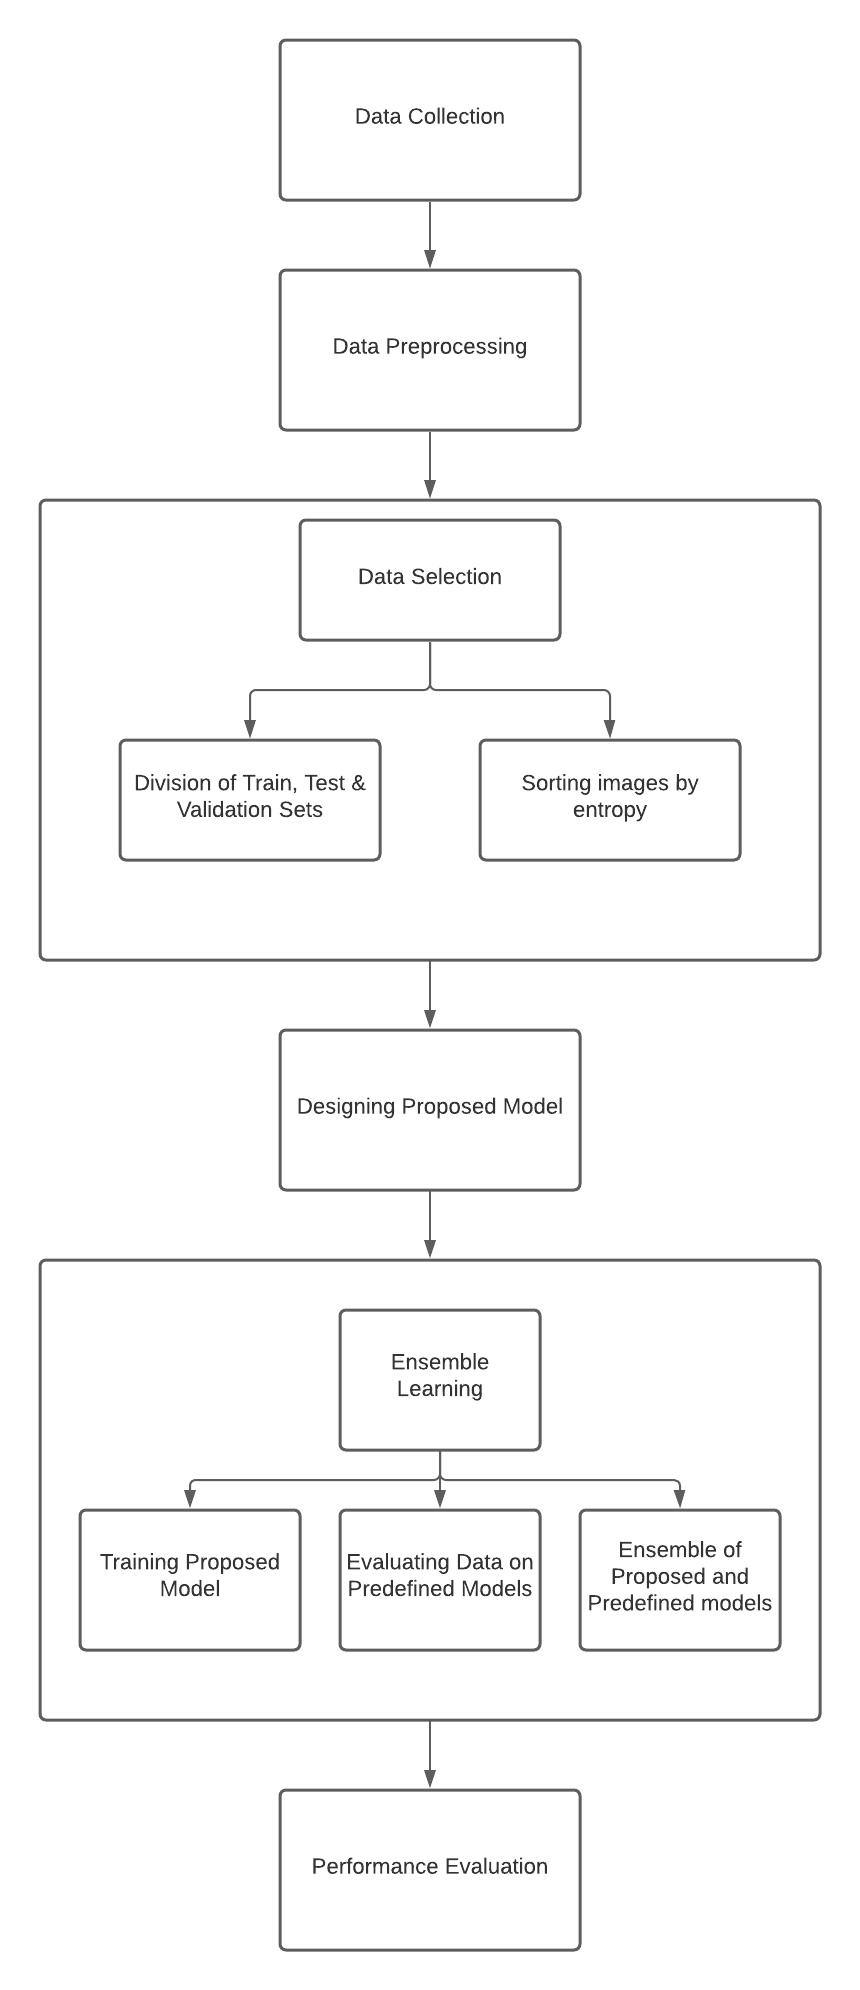 Data Collection
Data Preprocessing
Data Selection
Division of Train, Test &
Validation Sets
Sorting images by
entropy
Designing Proposed Model
Ensemble
Learning
Training Proposed
Model
Evaluating Data on
Predefined Models
Ensemble of
Proposed and
Predefined models
Performance Evaluation